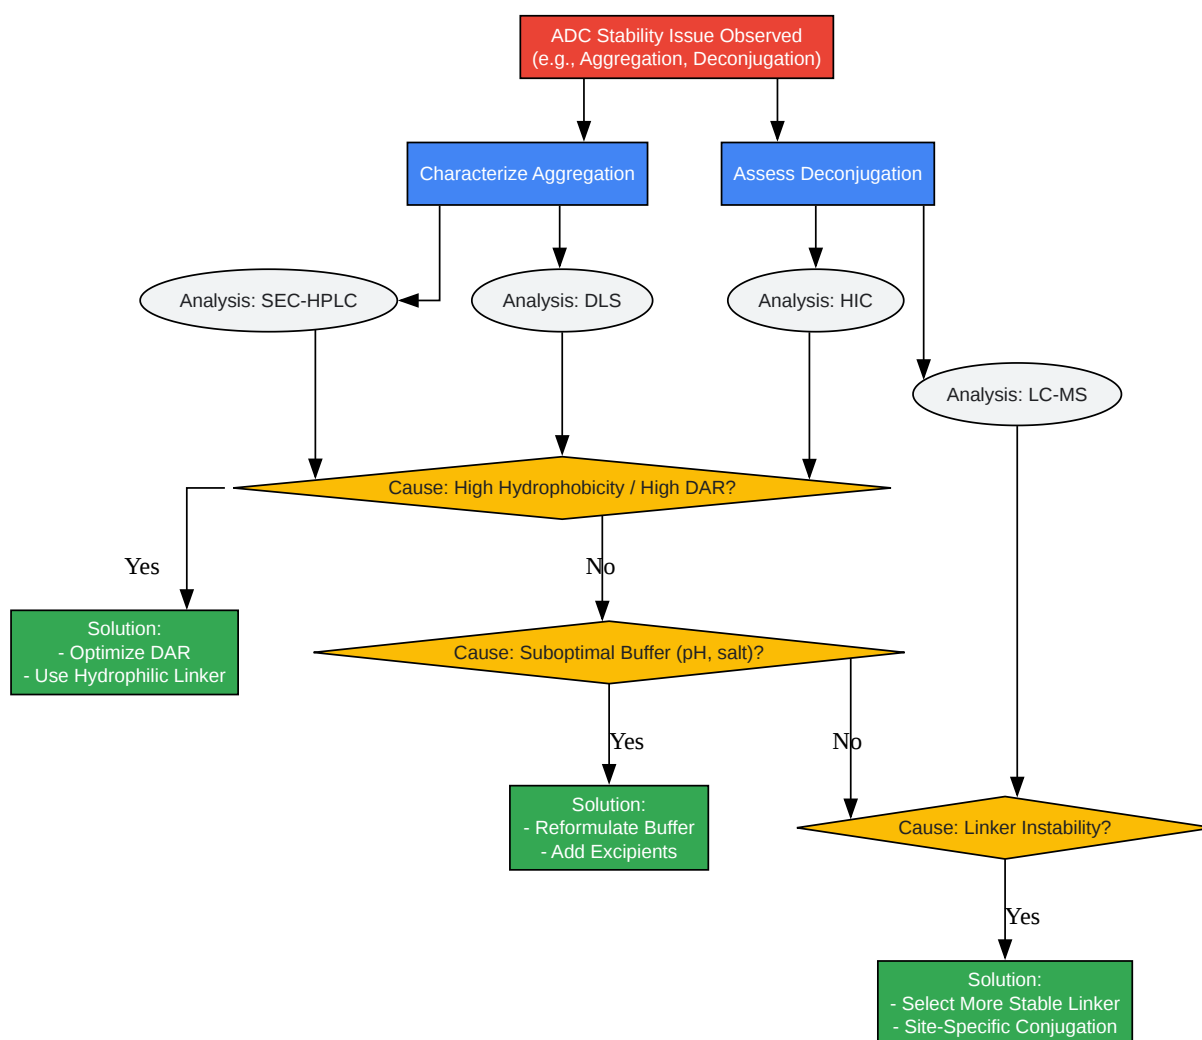 ADC Stability Issue Observed
(e.g., Aggregation, Deconjugation)
Characterize Aggregation
Assess Deconjugation
Analysis: SEC-HPLC
Analysis: DLS
Analysis: HIC
Analysis: LC-MS
Cause: High Hydrophobicity / High DAR?
Yes
No
Solution:
- Optimize DAR
- Use Hydrophilic Linker
Cause: Suboptimal Buffer (pH, salt)?
Yes
No
Solution:
- Reformulate Buffer
- Add Excipients
Cause: Linker Instability?
Yes
Solution:
- Select More Stable Linker
- Site-Specific Conjugation